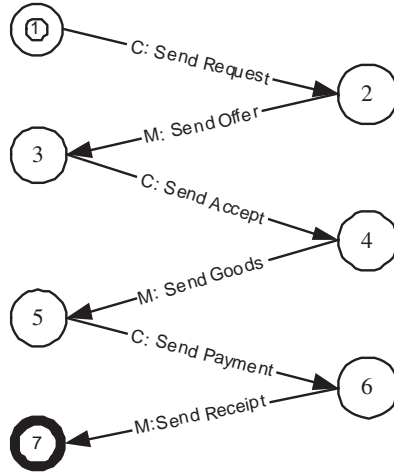 1
C: Send Request
2
M: Send Offer
3
C: Send Accept
4
M: Send Goods
5
C: Send Payment
6
M:Send Receipt
7